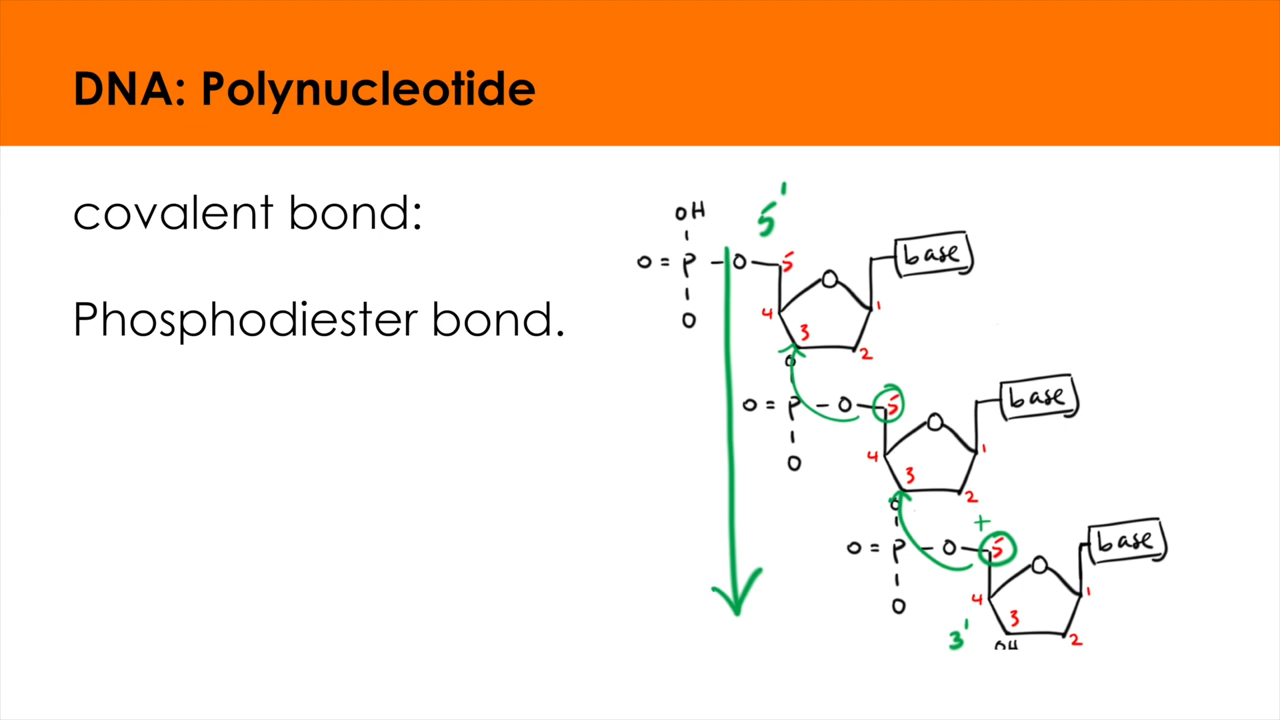 DNA: Polynucleotide
covalent bond:
Phosphodiester bond.
5'
OH
O = P - O 5
O
O
base
4
3
2
1
O
O = P - O 5
O
O
base
4
3
2
1
O
+
O = P - O 5
O
O
base
4
3
2
1
3'
OH